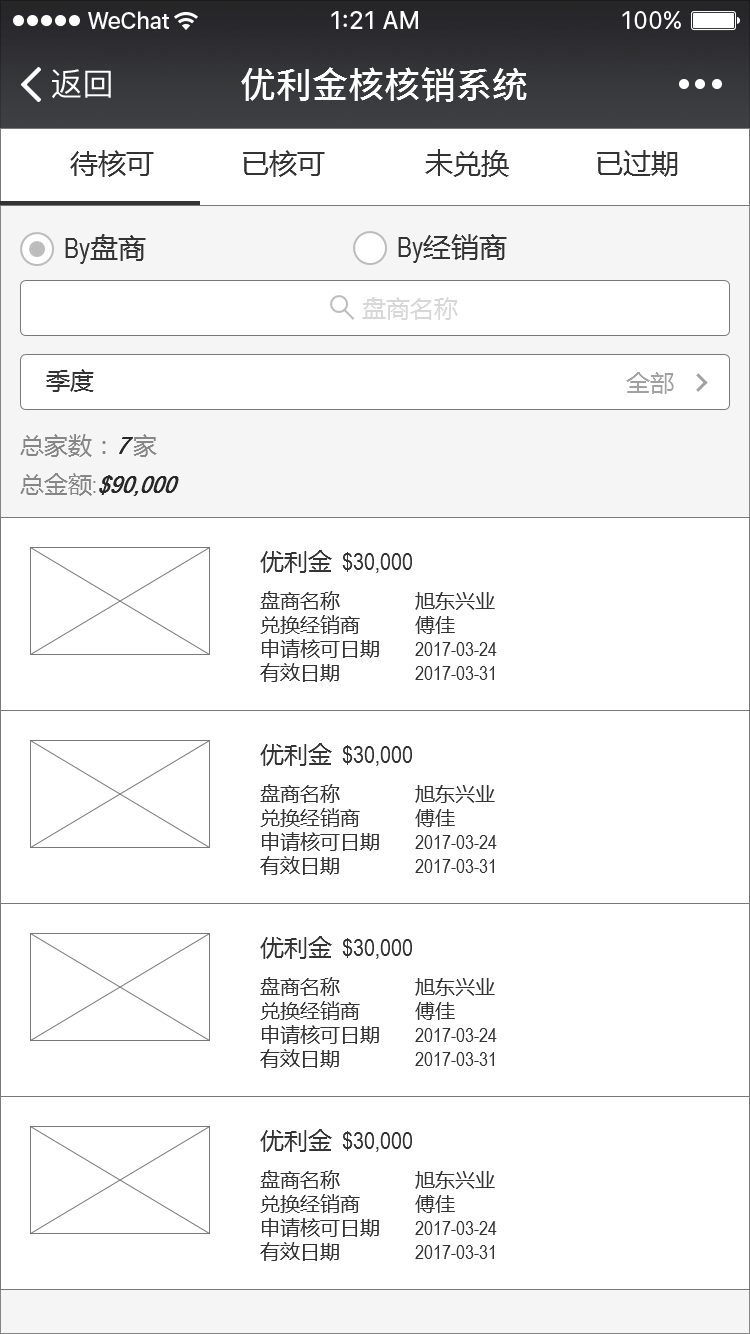 WeChat 1:21 AM 100%
返回 优利金核核销系统
待核可 已核可 未兑换 已过期
By盘商 By经销商
盘商名称
季度 全部
总家数：7家
总金额:$90,000
优利金 $30,000
盘商名称 旭东兴业
兑换经销商 傅佳
申请核可日期 2017-03-24
有效日期 2017-03-31
优利金 $30,000
盘商名称 旭东兴业
兑换经销商 傅佳
申请核可日期 2017-03-24
有效日期 2017-03-31
优利金 $30,000
盘商名称 旭东兴业
兑换经销商 傅佳
申请核可日期 2017-03-24
有效日期 2017-03-31
优利金 $30,000
盘商名称 旭东兴业
兑换经销商 傅佳
申请核可日期 2017-03-24
有效日期 2017-03-31